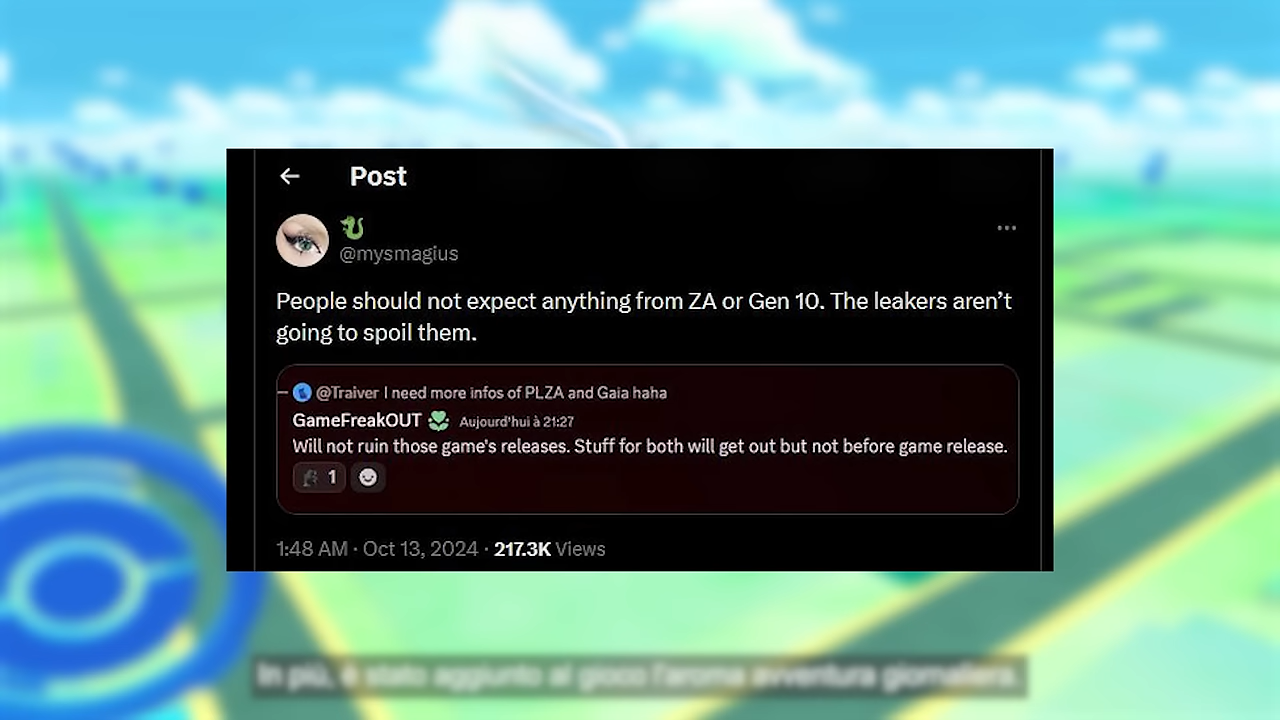 Post
@mysmagius
People should not expect anything from ZA or Gen 10. The leakers aren't
going to spoil them.
@Traiver I need more infos of PLZA and Gaia haha
GameFreakOUT Aujourd'hui à 21:27
Will not ruin those game's releases. Stuff for both will get out but not before game release.
1
1:48 AM · Oct 13, 2024 · 217.3K Views
In più, è stato aggiunto al gioco l'aroma avventura giornaliera.